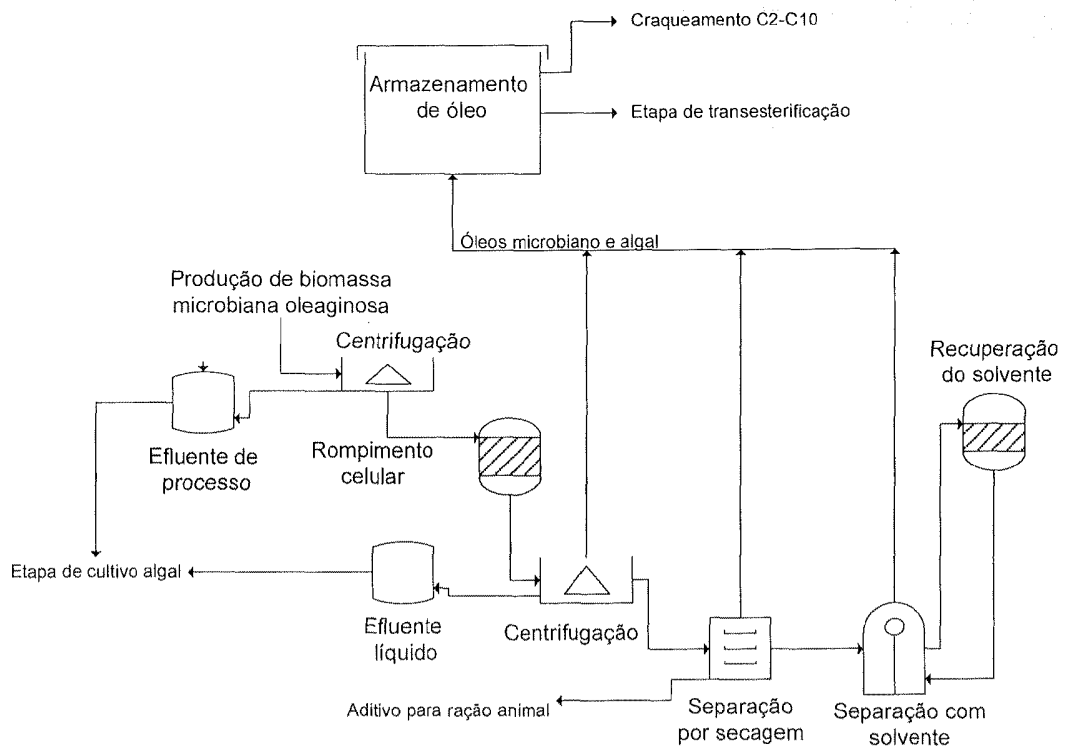 Craqueamento C2-C10
Armazenamento
de óleo
Etapa de transesterificação
Óleos microbiano e algal
Produção de biomassa
microbiana oleaginosa
Centrifugação
Recuperação
do solvente
Efluente de
processo
Rompimento
celular
Etapa de cultivo algal
Efluente
líquido
Centrifugação
Aditivo para ração animal
Separação
por secagem
Separação com
solvente